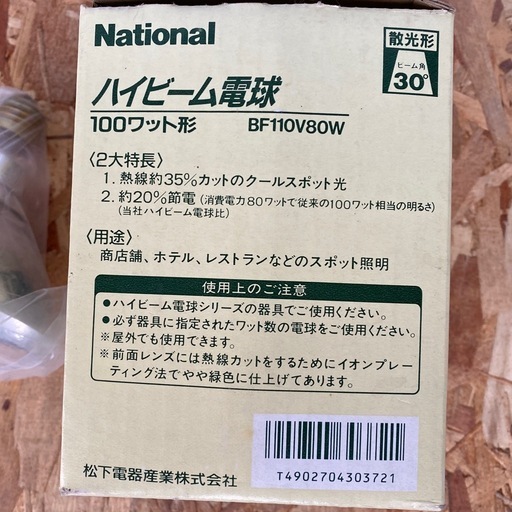 National
散光形
ビーム角
30°
ハイビーム電球
100ワット形 BF110V80W
〈2大特長〉
1. 熱線約35%カットのクールスポット光
2. 約20%節電(消費電力80ワットで従来の100ワット相当の明るさ)
(当社ハイビーム電球比)
〈用途〉
商店舗、ホテル、レストランなどのスポット照明
使用上のご注意
●ハイビーム電球シリーズの器具でご使用ください。
●必ず器具に指定されたワット数の電球をご使用ください。
※屋外でも使用できます。
※前面レンズには熱線カットをするためにイオンプレー
ティング法でやや緑色に仕上げてあります。
松下電器産業株式会社
T4902704303721